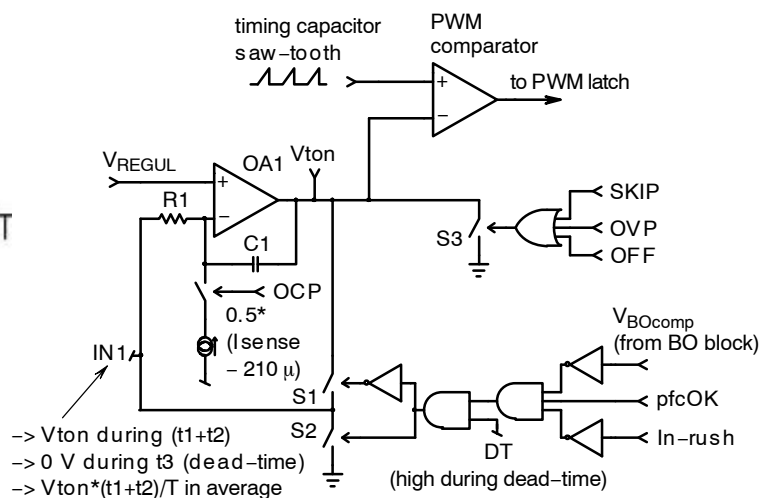 timing capacitor
saw-tooth
PWM
comparator
to PWM latch
+
−
VREGUL
OA1
Vton
+
−
R1
T
C1
S3
SKIP
OVP
OFF
OCP
0.5*
(Isense
− 210 μ)
IN1
S1
S2
VBOcomp
(from BO block)
pfcOK
In-rush
DT
(high during dead-time)
-> Vton during (t1+t2)
-> 0 V during t3 (dead-time)
-> Vton*(t1+t2)/T in average